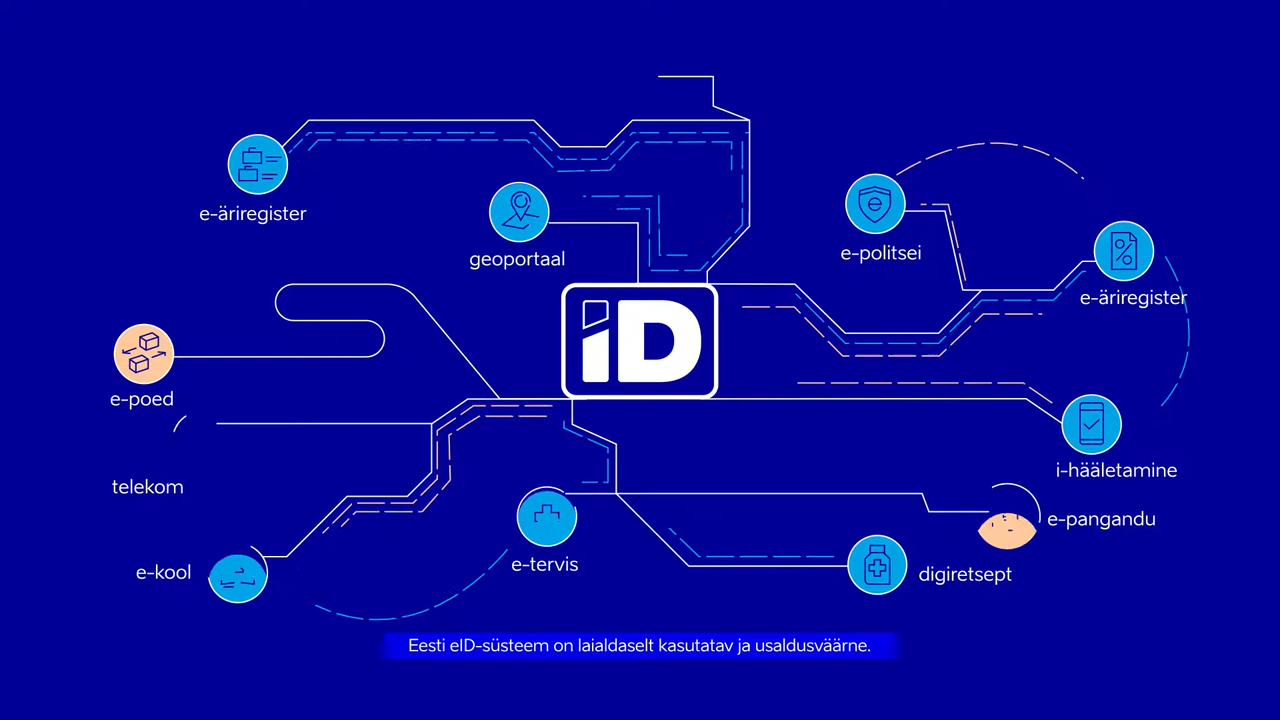 e-äriregister
geoportaal
e-politsei
e-äriregister
iD
e-poed
telekom
i-hääletamine
e-pangandu
e-kool
e-tervis
digiretsept
Eesti eID-süsteem on laialdaselt kasutatav ja usaldusväärne.